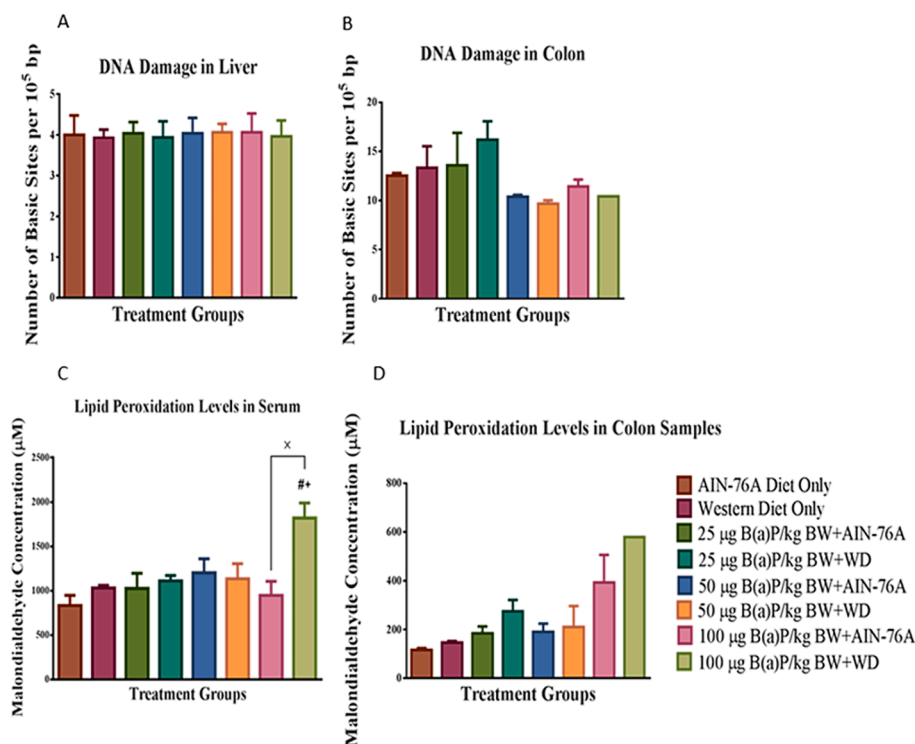 A
DNA Damage in Liver
Number of Basic Sites per 10⁵ bp
5
4
3
2
1
0
Treatment Groups
B
DNA Damage in Colon
Number of Basic Sites per 10⁵ bp
20
15
10
5
0
Treatment Groups
C
Lipid Peroxidation Levels in Serum
Malondialdehyde Concentration (μM)
2500
2000
1500
1000
500
0
x
#+
Treatment Groups
D
Lipid Peroxidation Levels in Colon Samples
Malondialdehyde Concentration (μM)
800
600
400
200
0
Treatment Groups
AIN-76A Diet Only
Western Diet Only
25 μg B(a)P/kg BW+AIN-76A
25 μg B(a)P/kg BW+WD
50 μg B(a)P/kg BW+AIN-76A
50 μg B(a)P/kg BW+WD
100 μg B(a)P/kg BW+AIN-76A
100 μg B(a)P/kg BW+WD